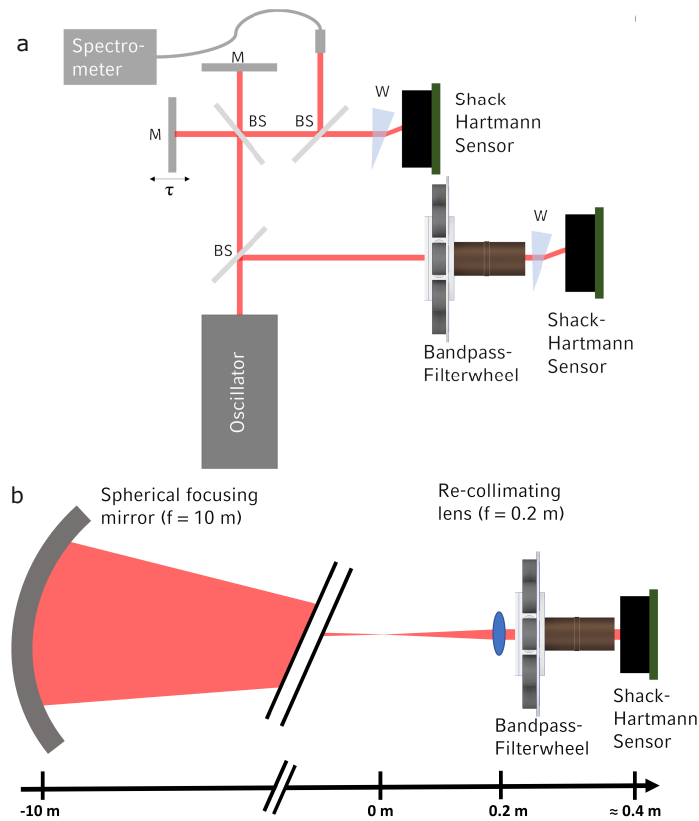 a
Spectro-
meter
M
M
BS
BS
W
Shack
Hartmann
Sensor
τ
BS
W
Shack-
Hartmann
Sensor
Bandpass-
Filterwheel
Oscillator
b
Spherical focusing
mirror (f = 10 m)
Re-collimating
lens (f = 0.2 m)
Shack-
Hartmann
Sensor
Bandpass-
Filterwheel
-10 m
0 m
0.2 m
≈ 0.4 m